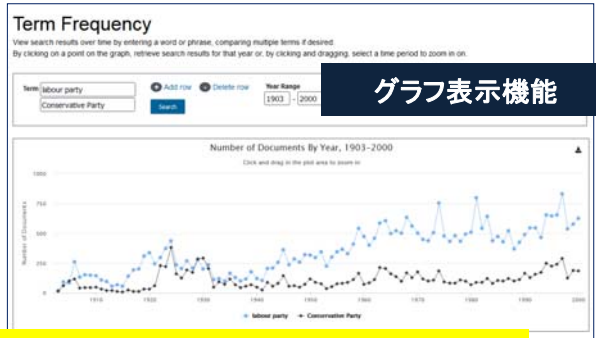 Term Frequency
View search results over time by entering a word or phrase, comparing multiple terms if desired.
By clicking on a point on the graph, retrieve search results for that year or, by clicking and dragging, select a time period to zoom in on.
Term labour party Add row Delete row Year Range
Conservative Party Search 1903 - 2000
グラフ表示機能
Number of Documents By Year, 1903-2000
Click and drag in the plot area to zoom in
Number of Documents
1000
750
500
250
0
1910 1920 1930 1940 1950 1960 1970 1980 1990 2000
labour party Conservative Party